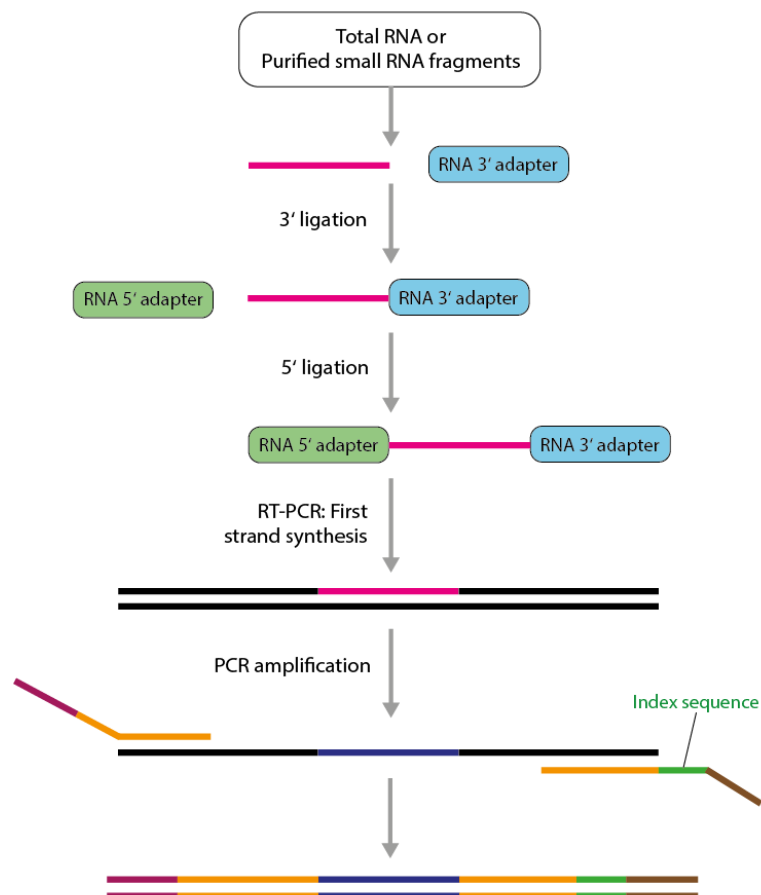 Total RNA or
Purified small RNA fragments
RNA 3‘ adapter
3‘ ligation
RNA 5‘ adapter
RNA 3‘ adapter
5‘ ligation
RNA 5‘ adapter
RNA 3‘ adapter
RT-PCR: First
strand synthesis
PCR amplification
Index sequence